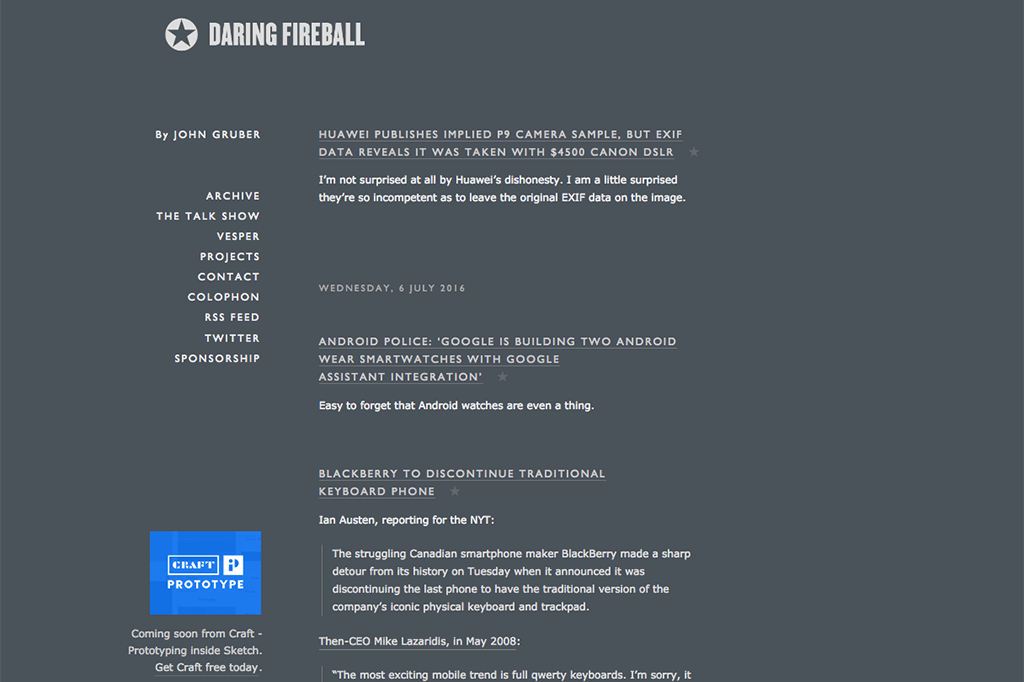 DARING FIREBALL
By JOHN GRUBER
ARCHIVE
THE TALK SHOW
VESPER
PROJECTS
CONTACT
COLOPHON
RSS FEED
TWITTER
SPONSORSHIP
CRAFT
PROTOTYPE
Coming soon from Craft -
Prototyping inside Sketch.
Get Craft free today.
HUAWEI PUBLISHES IMPLIED P9 CAMERA SAMPLE, BUT EXIF
DATA REVEALS IT WAS TAKEN WITH $4500 CANON DSLR ★
I’m not surprised at all by Huawei’s dishonesty. I am a little surprised
they’re so incompetent as to leave the original EXIF data on the image.
WEDNESDAY, 6 JULY 2016
ANDROID POLICE: ‘GOOGLE IS BUILDING TWO ANDROID
WEAR SMARTWATCHES WITH GOOGLE
ASSISTANT INTEGRATION’ ★
Easy to forget that Android watches are even a thing.
BLACKBERRY TO DISCONTINUE TRADITIONAL
KEYBOARD PHONE ★
Ian Austen, reporting for the NYT:
The struggling Canadian smartphone maker BlackBerry made a sharp
detour from its history on Tuesday when it announced it was
discontinuing the last phone to have the traditional version of the
company’s iconic physical keyboard and trackpad.
Then-CEO Mike Lazaridis, in May 2008:
“The most exciting mobile trend is full qwerty keyboards. I’m sorry, it